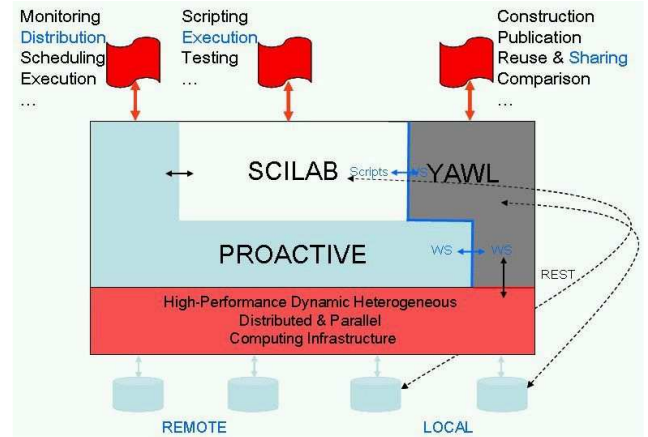 Monitoring
Distribution
Scheduling
Execution
...
Scripting
Execution
Testing
...
Construction
Publication
Reuse & Sharing
Comparison
...
SCILAB
Scripts
WS
YAWL
PROACTIVE
WS
WS
REST
High-Performance Dynamic Heterogeneous
Distributed & Parallel
Computing Infrastructure
REMOTE
LOCAL